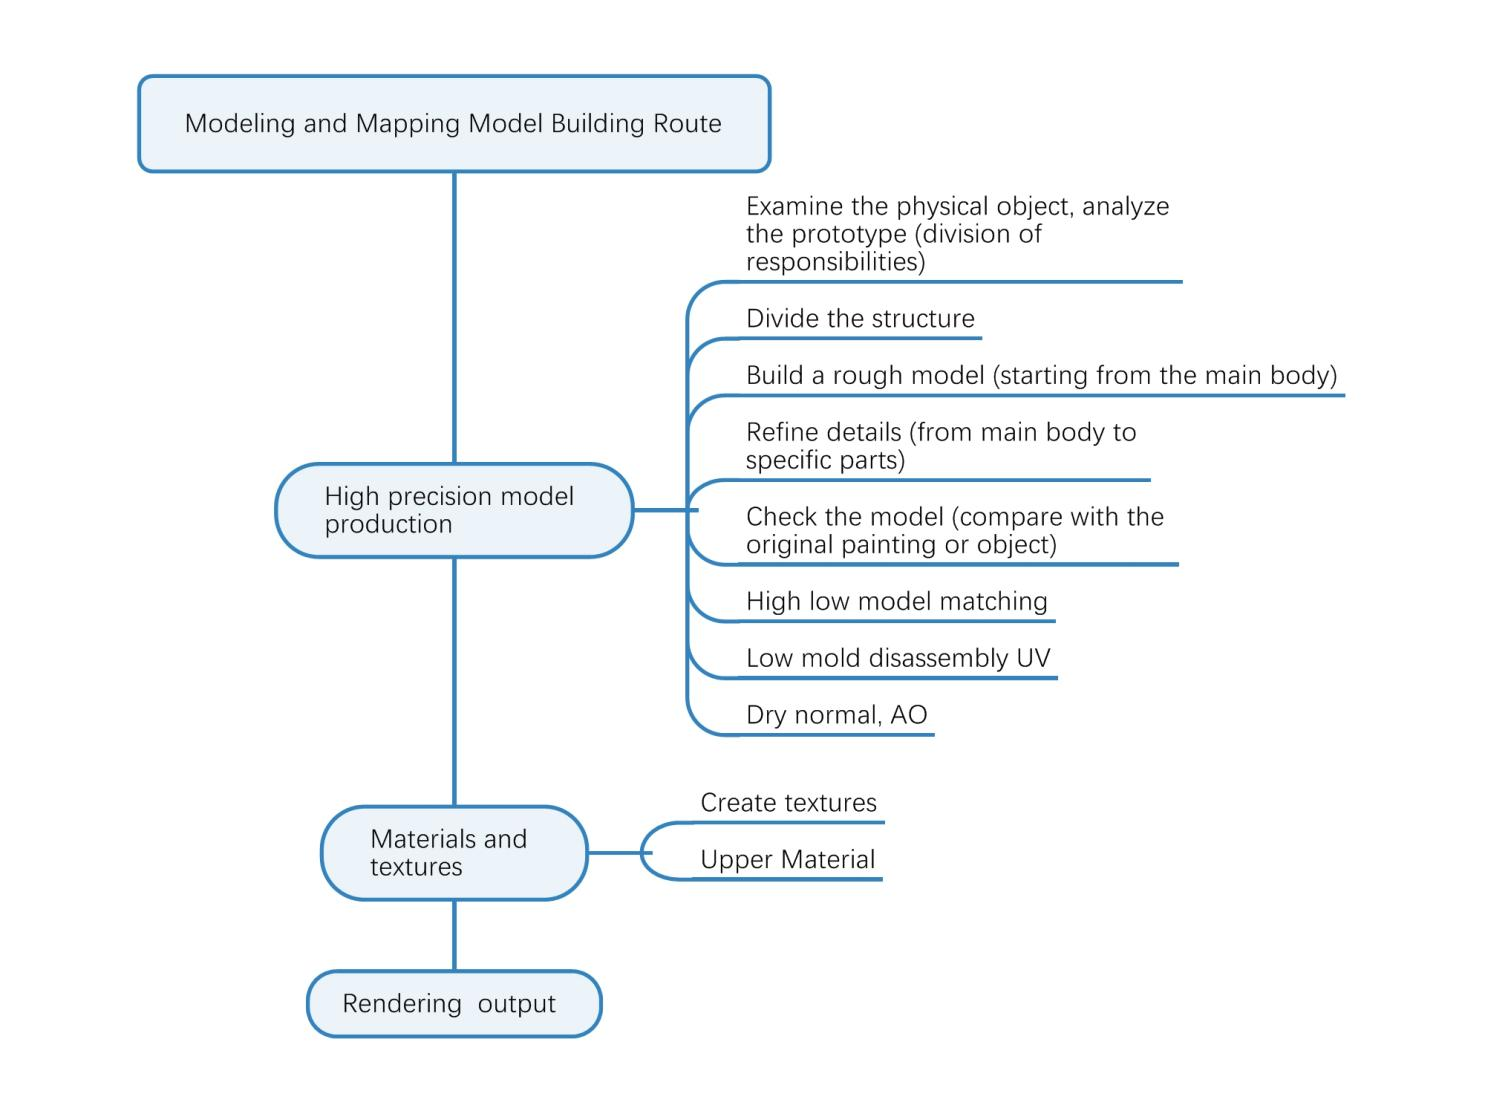 Modeling and Mapping Model Building Route
Examine the physical object, analyze
the prototype (division of
responsibilities)
Divide the structure
Build a rough model (starting from the main body)
Refine details (from main body to
specific parts)
High precision model
production
Check the model (compare with the
original painting or object)
High low model matching
Low mold disassembly UV
Dry normal, AO
Materials and
textures
Create textures
Upper Material
Rendering  output